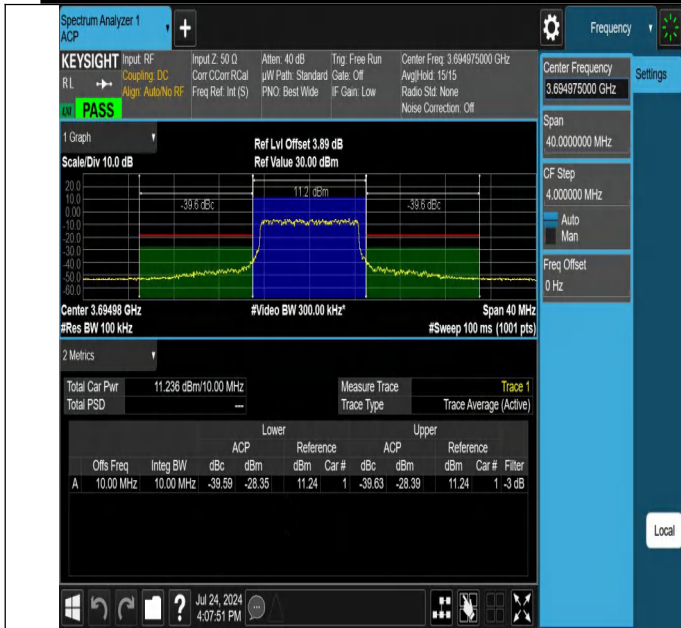 Spectrum Analyzer 1
ACP
+
Frequency
KEYSIGHT Input: RF Input Z: 50 Ω Atten: 40 dB Trig: Free Run Center Freq: 3.694975000 GHz
RL Coupling: DC Corr CCorr RCal µW Path: Standard Gate: Off Avg|Hold: 15/15
Align: Auto/No RF Freq Ref: Int (S) PNO: Best Wide IF Gain: Low Radio Std: None
PASS Noise Correction: Off
Center Frequency
3.694975000 GHz
Settings
Span
40.0000000 MHz
CF Step
4.000000 MHz
Auto
Man
Freq Offset
0 Hz
1 Graph
Scale/Div 10.0 dB
Ref Lvl Offset 3.89 dB
Ref Value 30.00 dBm
20.0
10.0
0.00
-10.0
-20.0
-30.0
-40.0
-50.0
-60.0
-39.6 dBc
11.2 dBm
-39.6 dBc
Center 3.69498 GHz #Video BW 300.00 kHz* Span 40 MHz
#Res BW 100 kHz #Sweep 100 ms (1001 pts)
2 Metrics
Total Car Pwr 11.236 dBm/10.00 MHz Measure Trace Trace 1
Total PSD --- Trace Type Trace Average (Active)
Lower Upper
ACP Reference ACP Reference
Offs Freq Integ BW dBc dBm dBm Car # dBc dBm dBm Car # Filter
A 10.00 MHz 10.00 MHz -39.59 -28.35 11.24 1 -39.63 -28.39 11.24 1 -3 dB
Local
?
Jul 24, 2024
4:07:51 PM